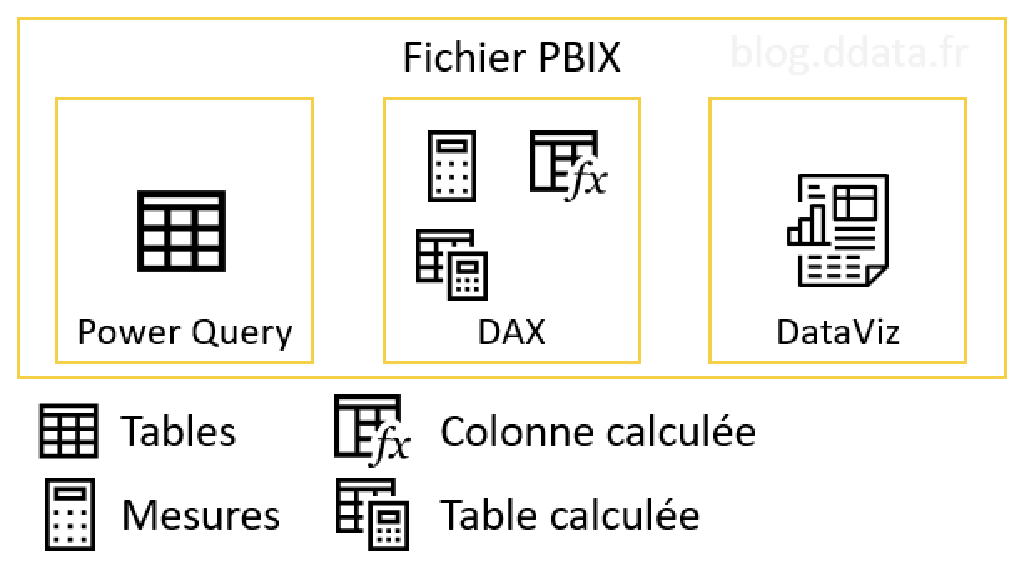 Fichier PBIX
blog.ddata.fr
fx
Power Query
DAX
DataViz
Tables
fx
Colonne calculée
Mesures
Table calculée